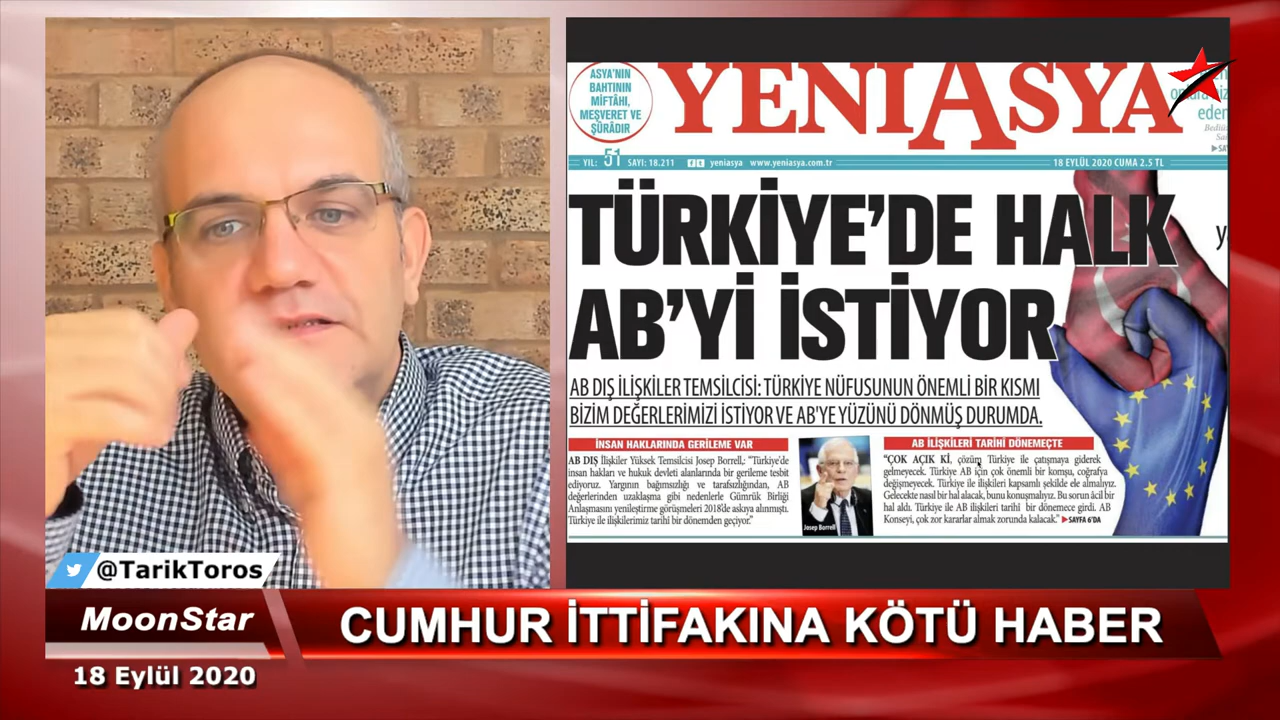 ASYA'NIN
BAHTININ
MİFTÂHI,
MEŞVERET VE
ŞÛRÂDIR
YENİASYA
YIL: 51 SAYI: 18.211 yeniasya www.yeniasya.com.tr 18 EYLÜL 2020 CUMA 2.5 TL
TÜRKİYE'DE HALK
AB'Yİ İSTİYOR
AB DIŞ İLİŞKİLER TEMSİLCİSİ: TÜRKİYE NÜFUSUNUN ÖNEMLİ BİR KISMI
BİZİM DEĞERLERİMİZİ İSTİYOR VE AB'YE YÜZÜNÜ DÖNMÜŞ DURUMDA.
İNSAN HAKLARINDA GERİLEME VAR
AB DIŞ İlişkiler Yüksek Temsilcisi Josep Borrell,: "Türkiye'de
insan hakları ve hukuk devleti alanlarında bir gerileme tesbit
ediyoruz. Yargının bağımsızlığı ve tarafsızlığından, AB
değerlerinden uzaklaşma gibi nedenlerle Gümrük Birliği
Anlaşmasını yenileştirme görüşmeleri 2018'de askıya alınmıştı.
Türkiye ile ilişkilerimiz tarihî bir dönemden geçiyor."
Josep Borrell
AB İLİŞKİLERİ TARİHÎ DÖNEMEÇTE
"ÇOK AÇIK Kİ, çözüm Türkiye ile çatışmaya giderek
gelmeyecek. Türkiye AB için çok önemli bir komşu, coğrafya
değişmeyecek. Türkiye ile ilişkileri kapsamlı şekilde ele almalıyız.
Gelecekte nasıl bir hal alacak, bunu konuşmalıyız. Bu sorun âcil bir
hal aldı. Türkiye ile AB ilişkileri tarihî bir dönemece girdi. AB
Konseyi, çok zor kararlar almak zorunda kalacak." SAYFA 6'DA
@TarikToros
MoonStar
CUMHUR İTTİFAKINA KÖTÜ HABER
18 Eylül 2020